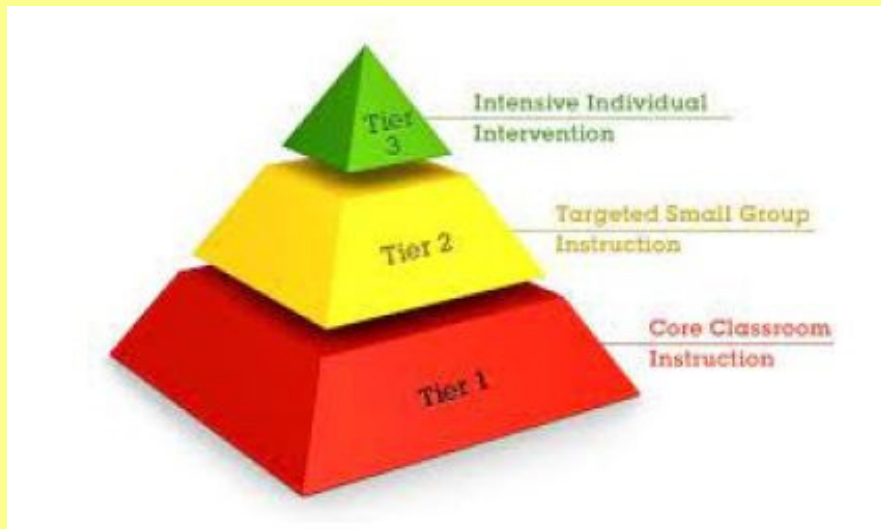 Tier
3
Intensive Individual
Intervention
Tier 2
Targeted Small Group
Instruction
Tier 1
Core Classroom
Instruction